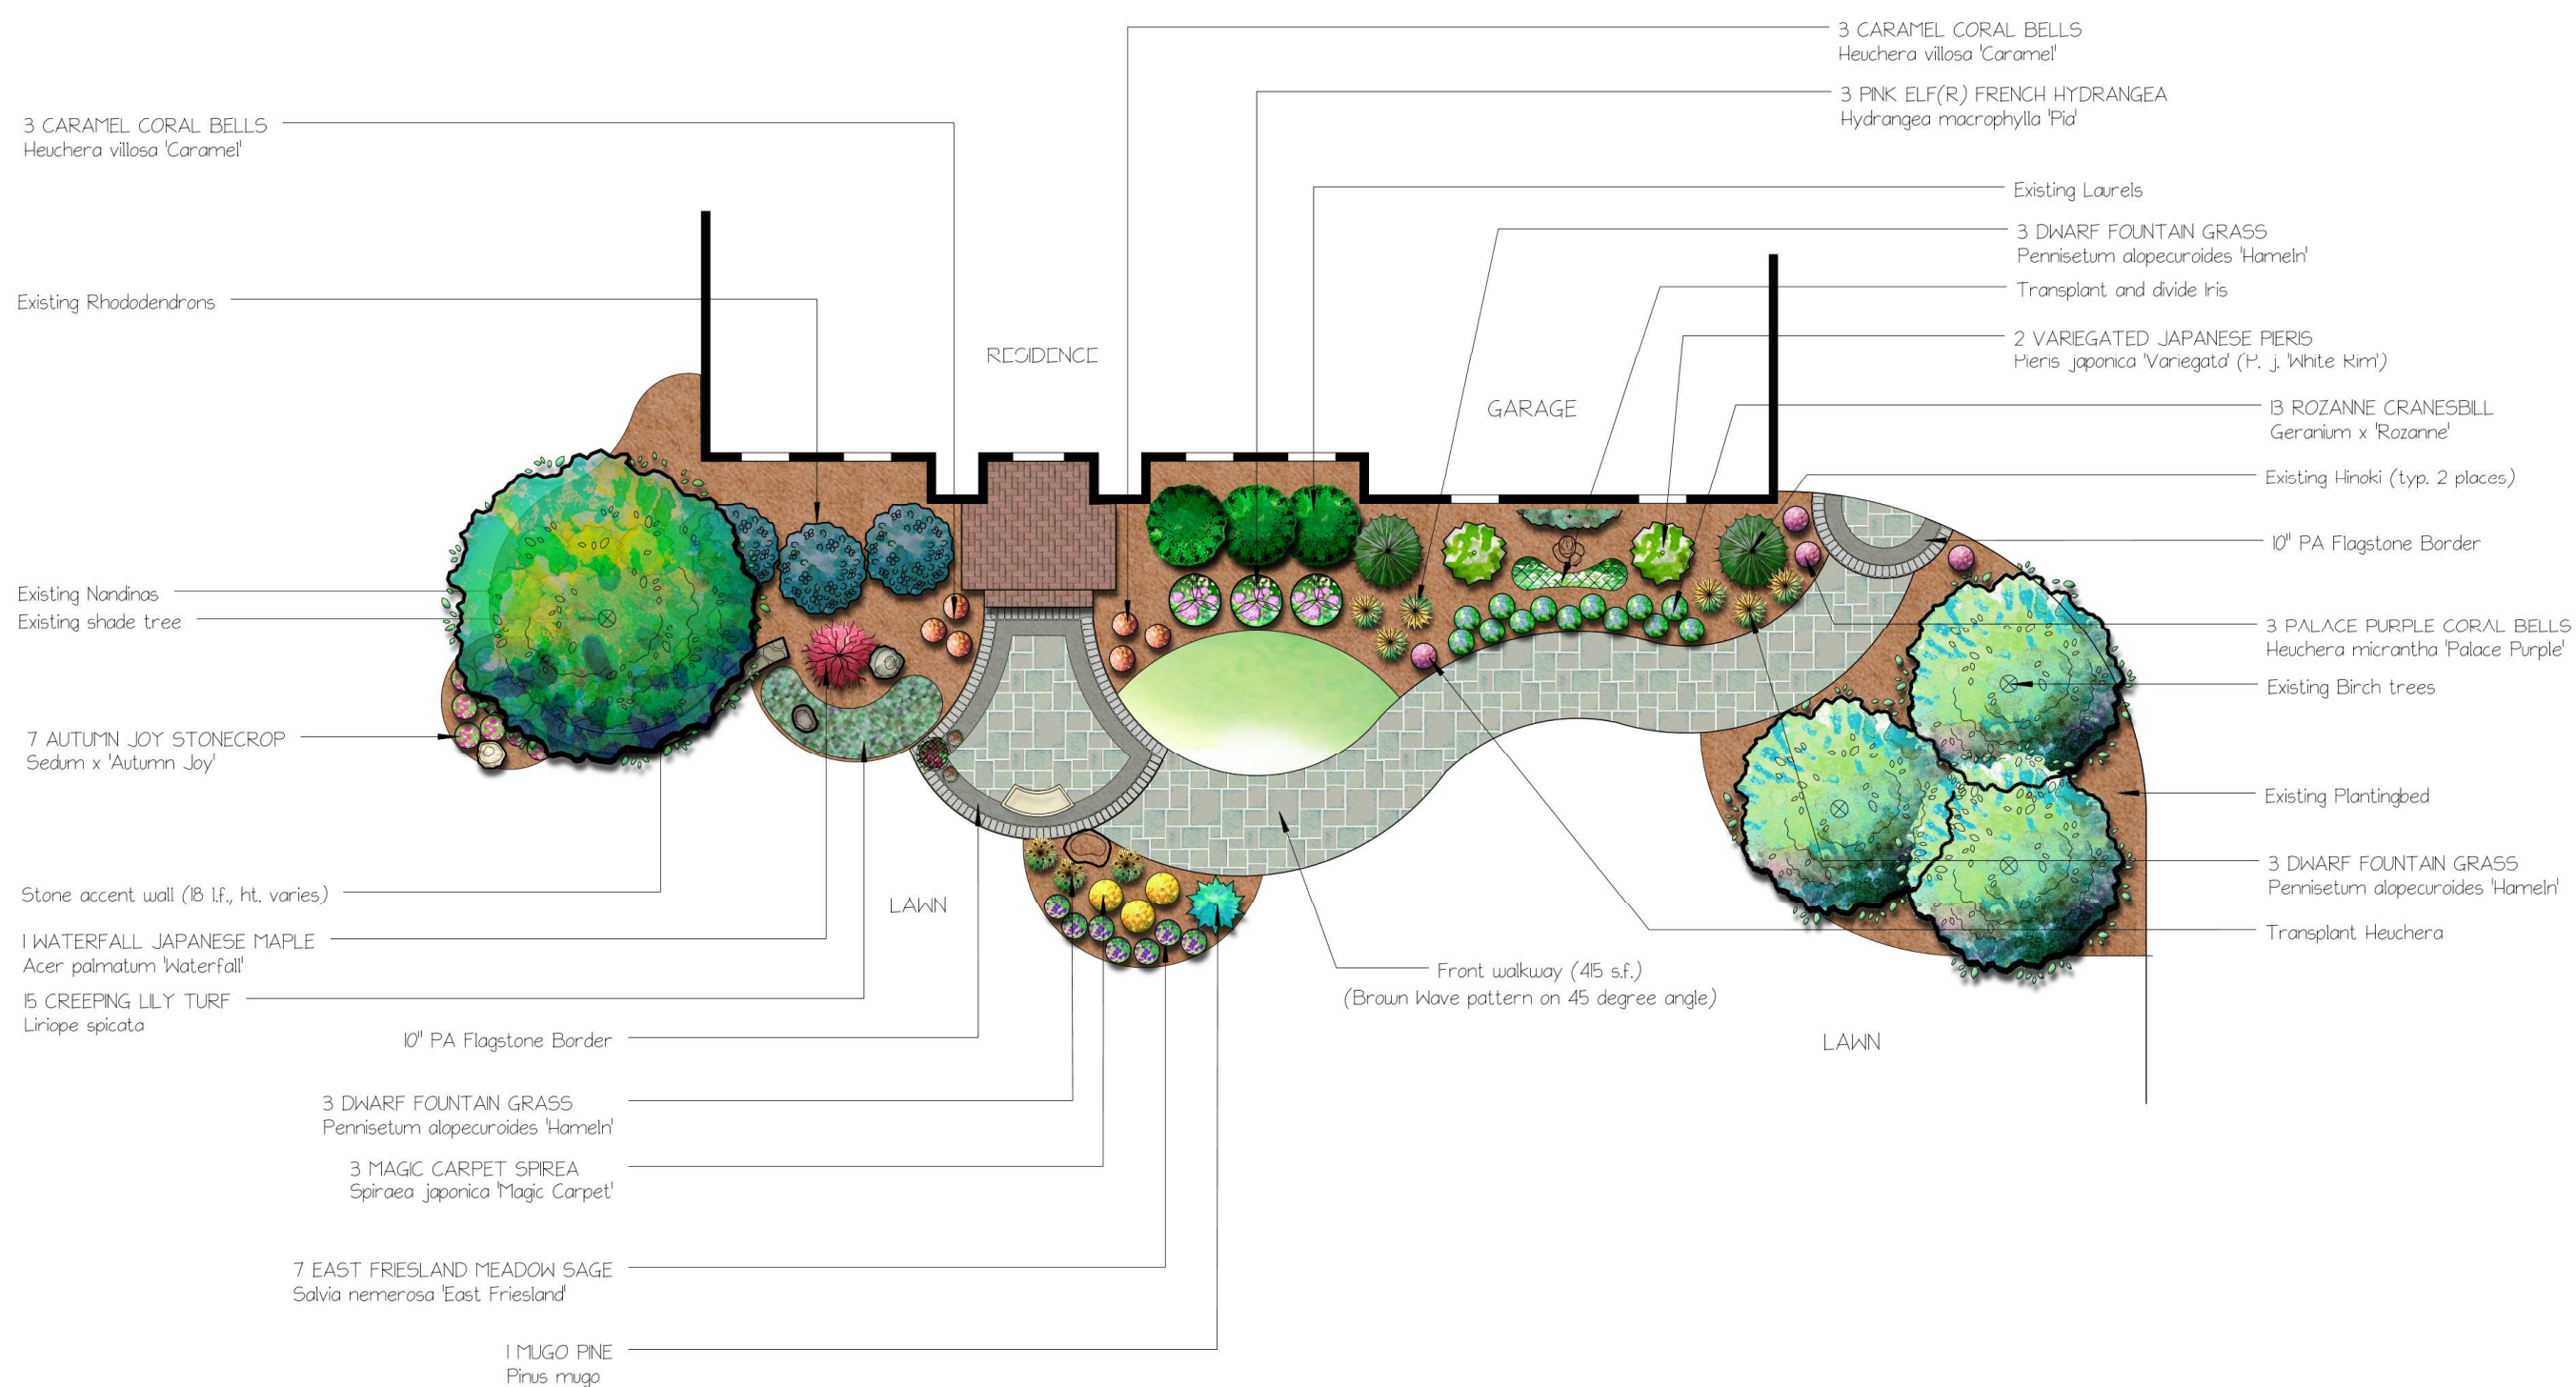 3 CARAMEL CORAL BELLS
Heuchera villosa 'Caramel'
3 PINK ELF(R) FRENCH HYDRANGEA
Hydrangea macrophylla 'Pia'
3 CARAMEL CORAL BELLS
Heuchera villosa 'Caramel'
Existing Laurels
3 DWARF FOUNTAIN GRASS
Pennisetum alopecuroides 'Hameln'
Transplant and divide Iris
Existing Rhododendrons
RESIDENCE
2 VARIEGATED JAPANESE PIERIS
Pieris japonica 'Variegata' (P. j. 'White Rim')
GARAGE
13 ROZANNE CRANESBILL
Geranium x 'Rozanne'
Existing Hinoki (typ. 2 places)
10" PA Flagstone Border
Existing Nandinas
Existing shade tree
3 PALACE PURPLE CORAL BELLS
Heuchera micrantha 'Palace Purple'
Existing Birch trees
7 AUTUMN JOY STONECROP
Sedum x 'Autumn Joy'
Existing Plantingbed
3 DWARF FOUNTAIN GRASS
Pennisetum alopecuroides 'Hameln'
Stone accent wall (18 l.f., ht. varies)
LAWN
Transplant Heuchera
1 WATERFALL JAPANESE MAPLE
Acer palmatum 'Waterfall'
Front walkway (415 s.f.)
(Brown Wave pattern on 45 degree angle)
15 CREEPING LILY TURF
Liriope spicata
10" PA Flagstone Border
LAWN
3 DWARF FOUNTAIN GRASS
Pennisetum alopecuroides 'Hameln'
3 MAGIC CARPET SPIREA
Spiraea japonica 'Magic Carpet'
7 EAST FRIESLAND MEADOW SAGE
Salvia nemerosa 'East Friesland'
1 MUGO PINE
Pinus mugo